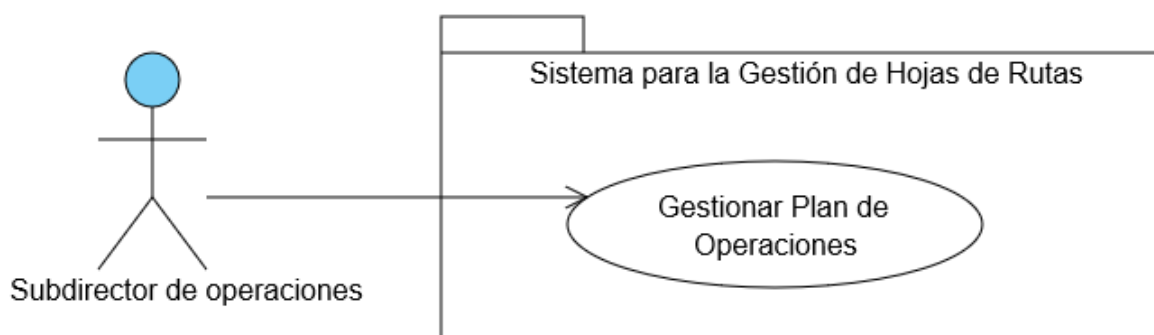 Sistema para la Gestión de Hojas de Rutas
Gestionar Plan de
Operaciones
Subdirector de operaciones